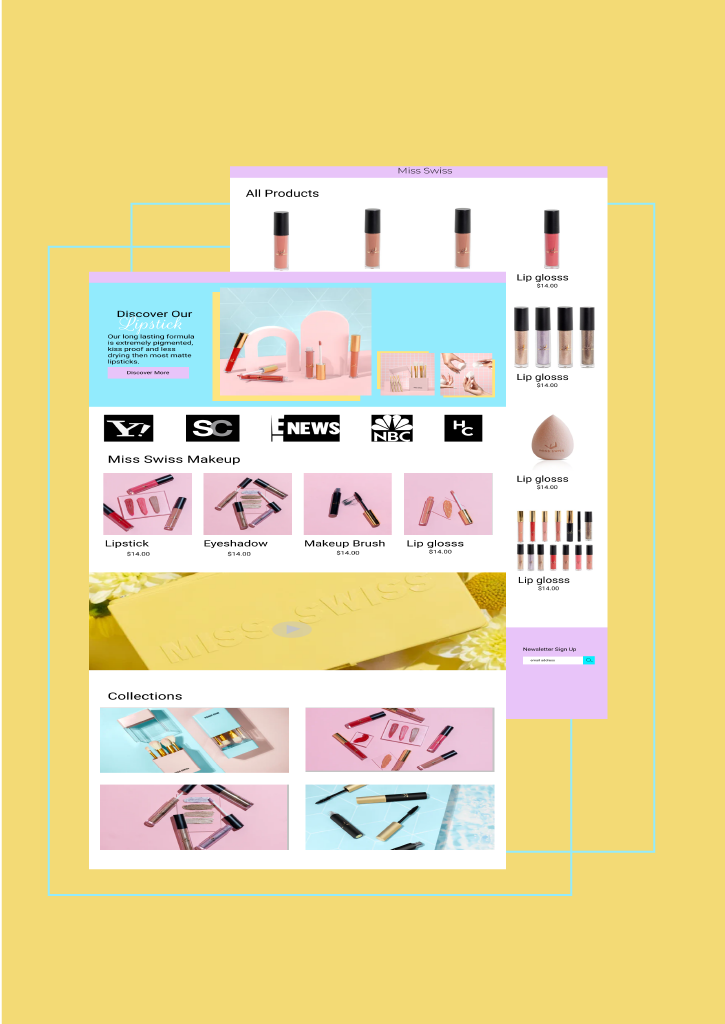 Miss Swiss
All Products
Lip glosss
$14.00
Lip glosss
$14.00
Lip glosss
$14.00
Lip glosss
$14.00
Newsletter Sign Up
email address
Discover Our
Lipstick
Our long lasting formula
is extremely pigmented,
kiss proof and less
drying then most matte
lipsticks.
Discover More
Y!
SC
E NEWS
NBC
HC
Miss Swiss Makeup
Lipstick
$14.00
Eyeshadow
$14.00
Makeup Brush
$14.00
Lip glosss
$14.00
MISS SWISS
Collections